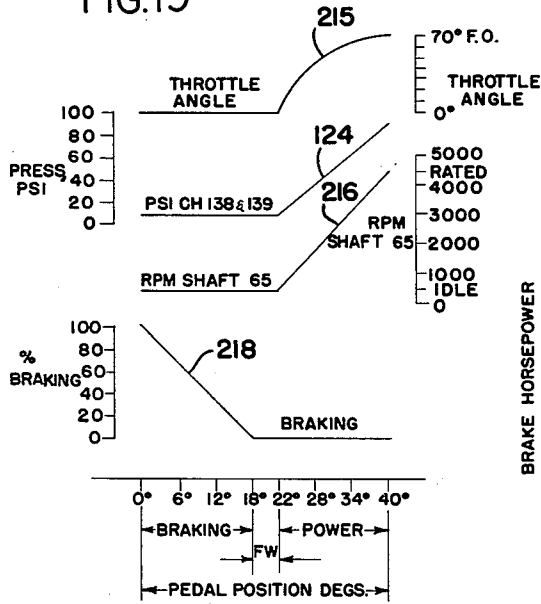 FIG.15
215
70° F.O.
THROTTLE
ANGLE
THROTTLE
ANGLE
0°
100
80
60
40
20
0
PRESS,
PSI
124
PSI CH 138 & 139
216
5000
RATED
4000
3000
2000
1000
IDLE
0
RPM
SHAFT 65
RPM SHAFT 65
100
80
60
40
20
0
%
BRAKING
218
BRAKING
BRAKE HORSEPOWER
0° 6° 12° 18° 22° 28° 34° 40°
BRAKING
POWER
FW
PEDAL POSITION DEGS.